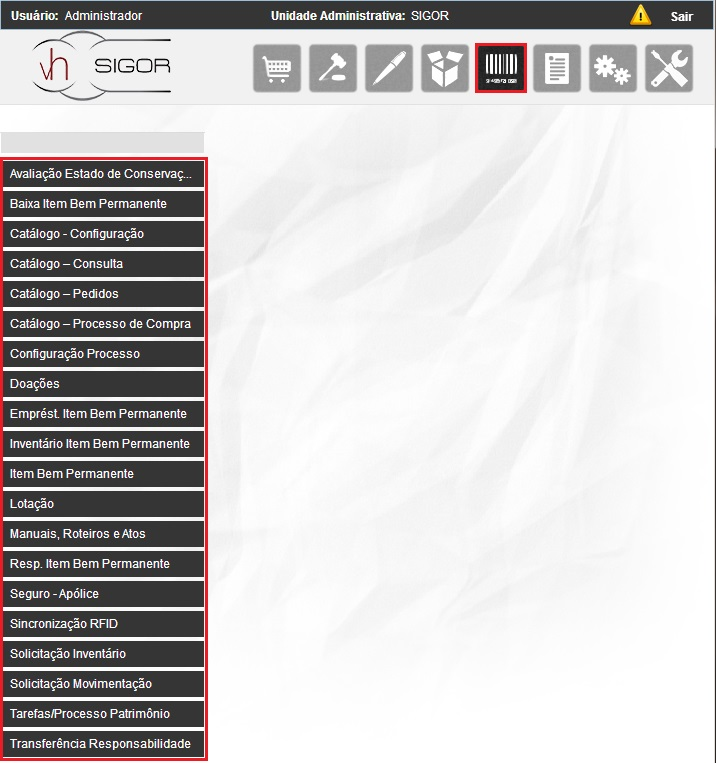 Usuário: Administrador Unidade Administrativa: SIGOR Sair
vh SIGOR
Avaliação Estado de Conservaç...
Baixa Item Bem Permanente
Catálogo - Configuração
Catálogo – Consulta
Catálogo – Pedidos
Catálogo – Processo de Compra
Configuração Processo
Doações
Emprést. Item Bem Permanente
Inventário Item Bem Permanente
Item Bem Permanente
Lotação
Manuais, Roteiros e Atos
Resp. Item Bem Permanente
Seguro - Apólice
Sincronização RFID
Solicitação Inventário
Solicitação Movimentação
Tarefas/Processo Patrimônio
Transferência Responsabilidade